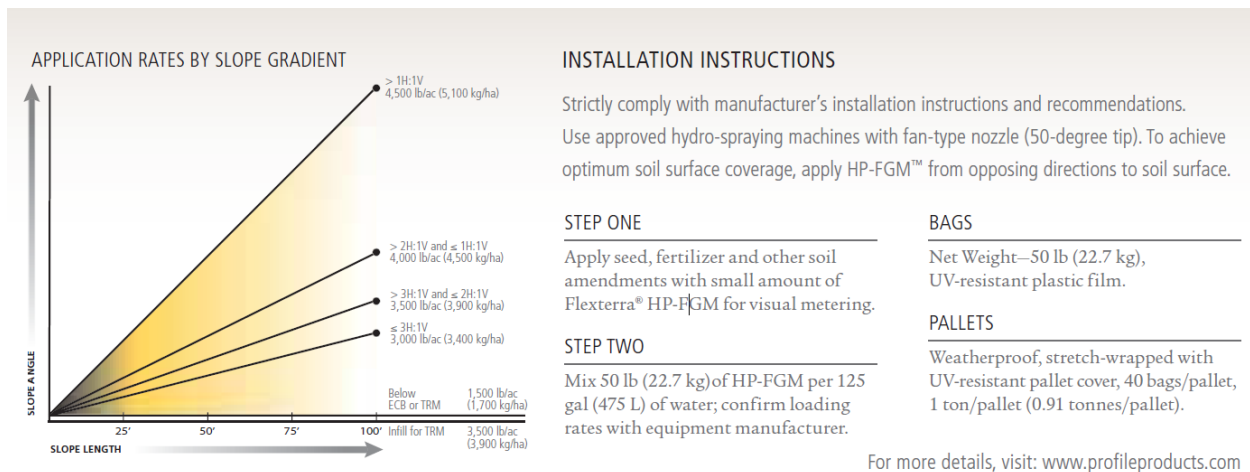 APPLICATION RATES BY SLOPE GRADIENT
> 1H:1V
4,500 lb/ac (5,100 kg/ha)
> 2H:1V and ≤ 1H:1V
4,000 lb/ac (4,500 kg/ha)
> 3H:1V and ≤ 2H:1V
3,500 lb/ac (3,900 kg/ha)
≤ 3H:1V
3,000 lb/ac (3,400 kg/ha)
Below 1,500 lb/ac
ECB or TRM (1,700 kg/ha)
Infill for TRM 3,500 lb/ac
(3,900 kg/ha)
SLOPE ANGLE
25' 50' 75' 100'
SLOPE LENGTH
INSTALLATION INSTRUCTIONS
Strictly comply with manufacturer's installation instructions and recommendations.
Use approved hydro-spraying machines with fan-type nozzle (50-degree tip). To achieve
optimum soil surface coverage, apply HP-FGM™ from opposing directions to soil surface.
STEP ONE
Apply seed, fertilizer and other soil
amendments with small amount of
Flexterra® HP-FGM for visual metering.
STEP TWO
Mix 50 lb (22.7 kg)of HP-FGM per 125
gal (475 L) of water; confirm loading
rates with equipment manufacturer.
BAGS
Net Weight—50 lb (22.7 kg),
UV-resistant plastic film.
PALLETS
Weatherproof, stretch-wrapped with
UV-resistant pallet cover, 40 bags/pallet,
1 ton/pallet (0.91 tonnes/pallet).
For more details, visit: www.profileproducts.com